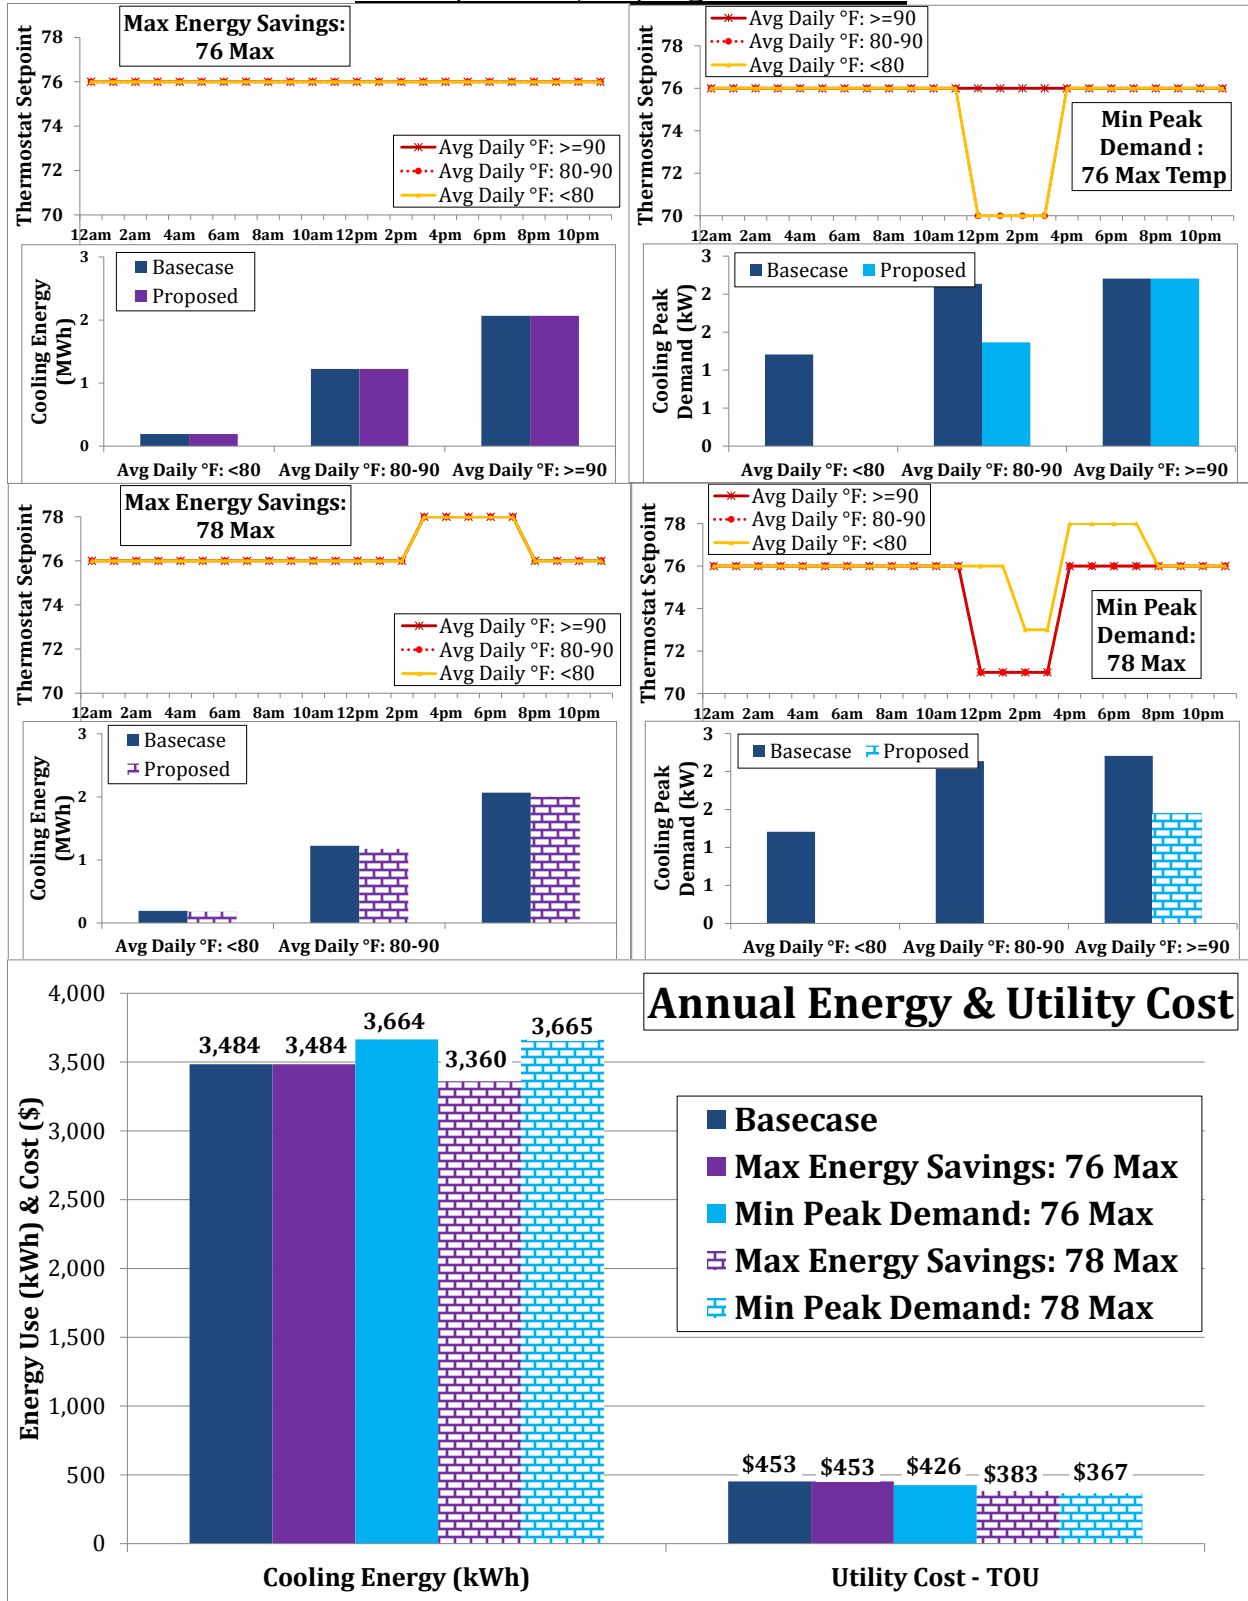 Max Energy Savings:
76 Max
Thermostat Setpoint
78
76
74
72
70
Avg Daily °F: >=90
Avg Daily °F: 80-90
Avg Daily °F: <80
12am 2am 4am 6am 8am 10am 12pm 2pm 4pm 6pm 8pm 10pm
Avg Daily °F: >=90
Avg Daily °F: 80-90
Avg Daily °F: <80
Thermostat Setpoint
78
76
74
72
70
Min Peak
Demand :
76 Max Temp
12am 2am 4am 6am 8am 10am 12pm 2pm 4pm 6pm 8pm 10pm
Cooling Energy
(MWh)
3
2
1
0
Basecase
Proposed
Avg Daily °F: <80 Avg Daily °F: 80-90 Avg Daily °F: >=90
Cooling Peak
Demand (kW)
3
2
2
1
1
0
Basecase Proposed
Avg Daily °F: <80 Avg Daily °F: 80-90 Avg Daily °F: >=90
Max Energy Savings:
78 Max
Thermostat Setpoint
78
76
74
72
70
Avg Daily °F: >=90
Avg Daily °F: 80-90
Avg Daily °F: <80
12am 2am 4am 6am 8am 10am 12pm 2pm 4pm 6pm 8pm 10pm
Avg Daily °F: >=90
Avg Daily °F: 80-90
Avg Daily °F: <80
Thermostat Setpoint
78
76
74
72
70
Min Peak
Demand:
78 Max
12am 2am 4am 6am 8am 10am 12pm 2pm 4pm 6pm 8pm 10pm
Cooling Energy
(MWh)
3
2
1
0
Basecase
Proposed
Avg Daily °F: <80 Avg Daily °F: 80-90
Cooling Peak
Demand (kW)
3
2
2
1
1
0
Basecase Proposed
Avg Daily °F: <80 Avg Daily °F: 80-90 Avg Daily °F: >=90
Annual Energy & Utility Cost
Energy Use (kWh) & Cost ($)
4,000
3,500
3,000
2,500
2,000
1,500
1,000
500
0
3,484 3,484 3,664 3,360 3,665
$453 $453 $426 $383 $367
Basecase
Max Energy Savings: 76 Max
Min Peak Demand: 76 Max
Max Energy Savings: 78 Max
Min Peak Demand: 78 Max
Cooling Energy (kWh) Utility Cost - TOU